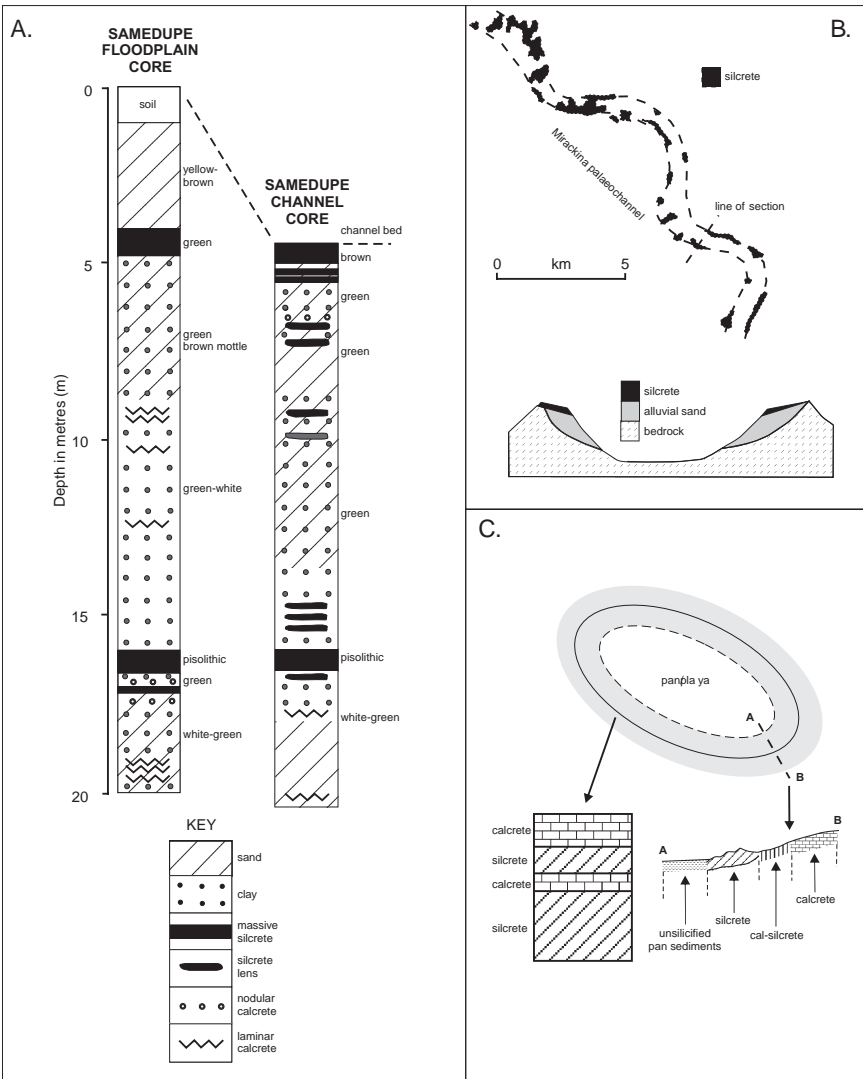 A.
SAMEDUPE
FLOODPLAIN
CORE
0
soil
yellow-
brown
green
5
green
brown mottle
10
green-white
15
pisolithic
green
white-green
20
Depth in metres (m)
SAMEDUPE
CHANNEL
CORE
channel bed
brown
green
green
green
pisolithic
white-green
KEY
sand
clay
massive
silcrete
silcrete
lens
nodular
calcrete
laminar
calcrete
B.
silcrete
Mirackina palaeochannel
line of section
0 km 5
silcrete
alluvial sand
bedrock
C.
pan/pla ya
A
B
calcrete
silcrete
calcrete
silcrete
A
B
unsilicified
pan sediments
silcrete
cal-silcrete
calcrete